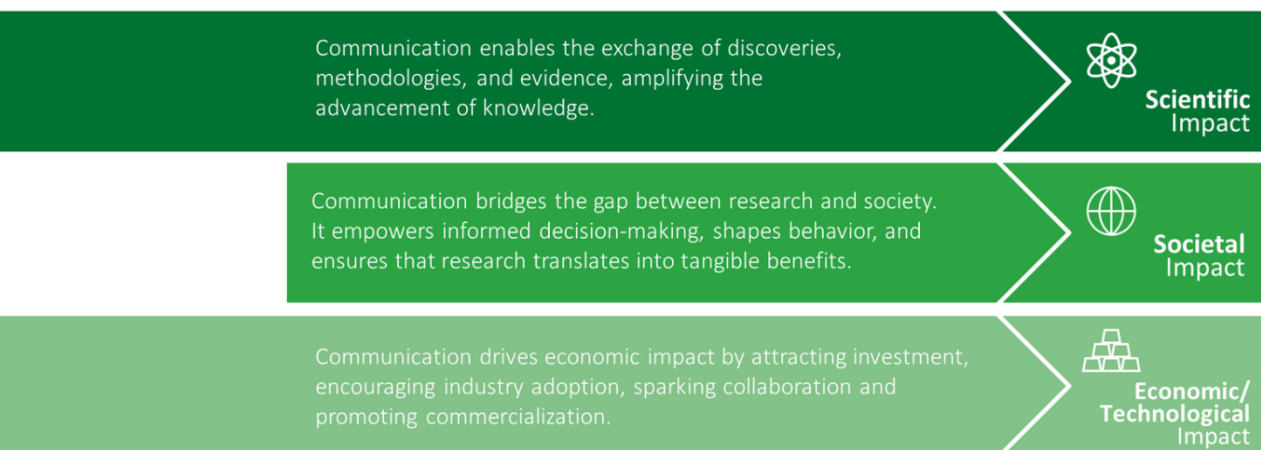 Communication enables the exchange of discoveries,
methodologies, and evidence, amplifying the
advancement of knowledge.
Scientific
Impact
Communication bridges the gap between research and society.
It empowers informed decision-making, shapes behavior, and
ensures that research translates into tangible benefits.
Societal
Impact
Communication drives economic impact by attracting investment,
encouraging industry adoption, sparking collaboration and
promoting commercialization.
Economic/
Technological
Impact